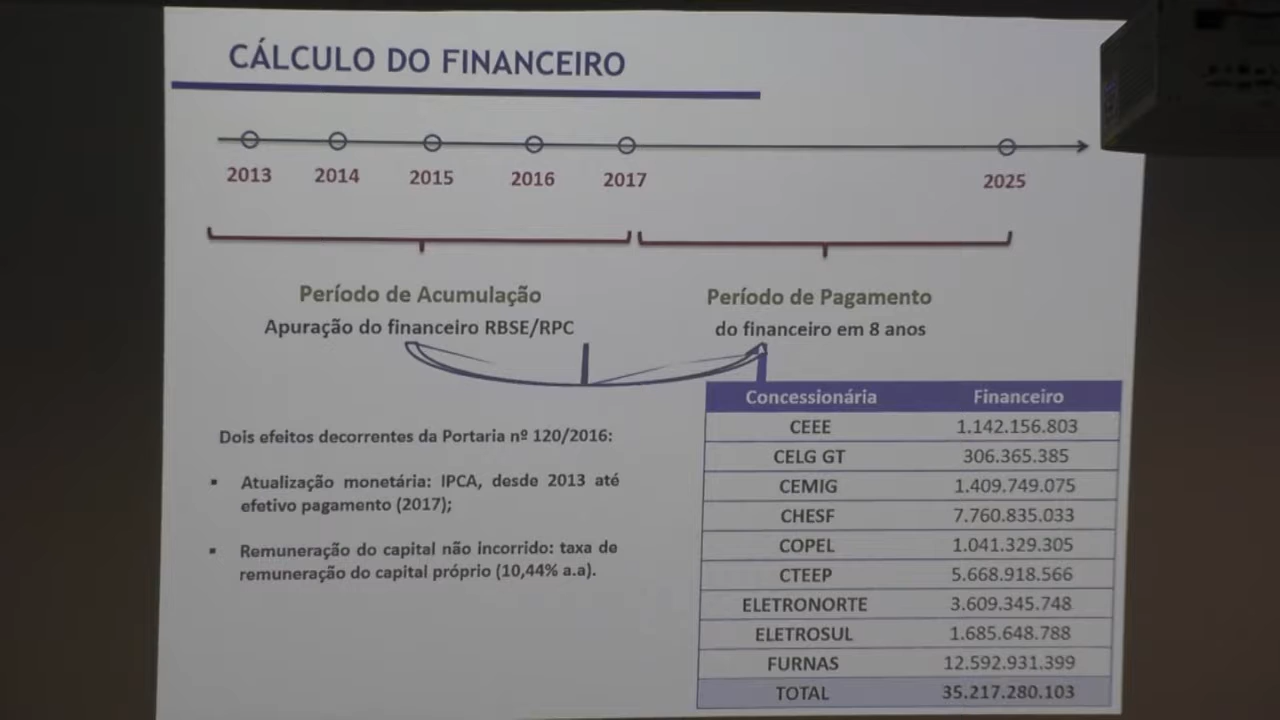 CÁLCULO DO FINANCEIRO
2013 2014 2015 2016 2017 2025
Período de Acumulação
Apuração do financeiro RBSE/RPC
Período de Pagamento
do financeiro em 8 anos
Dois efeitos decorrentes da Portaria nº 120/2016:
▪ Atualização monetária: IPCA, desde 2013 até
efetivo pagamento (2017);
▪ Remuneração do capital não incorrido: taxa de
remuneração do capital próprio (10,44% a.a).
Concessionária Financeiro
CEEE 1.142.156.803
CELG GT 306.365.385
CEMIG 1.409.749.075
CHESF 7.760.835.033
COPEL 1.041.329.305
CTEEP 5.668.918.566
ELETRONORTE 3.609.345.748
ELETROSUL 1.685.648.788
FURNAS 12.592.931.399
TOTAL 35.217.280.103